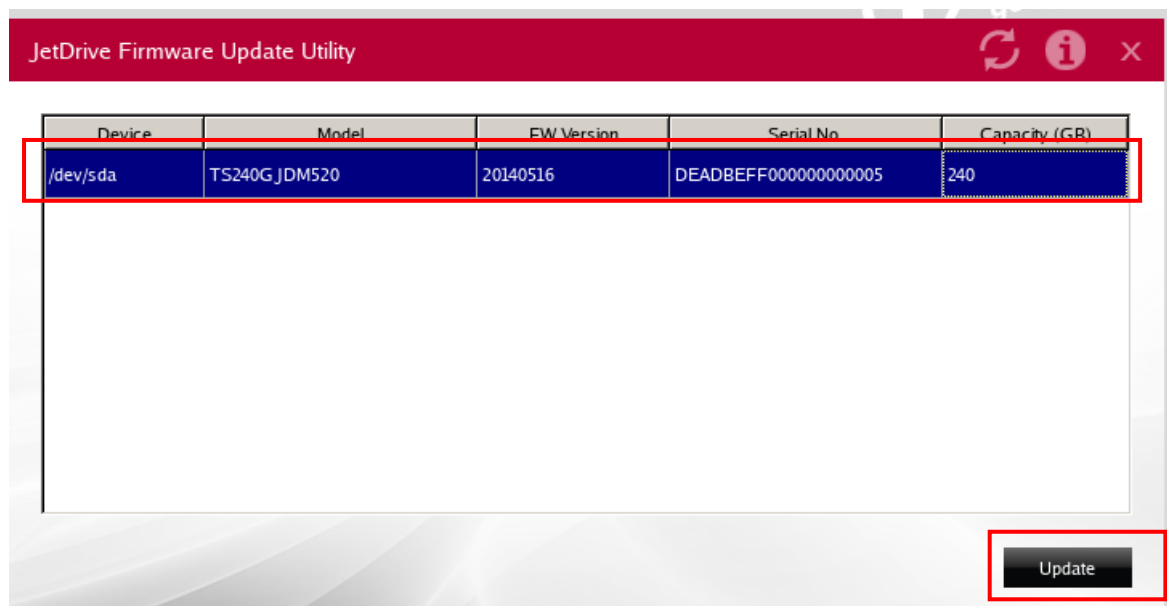 JetDrive Firmware Update Utility
Device Model FW Version Serial No Capacity (GB)
/dev/sda TS240GJDM520 20140516 DEADBEFF000000000005 240
Update